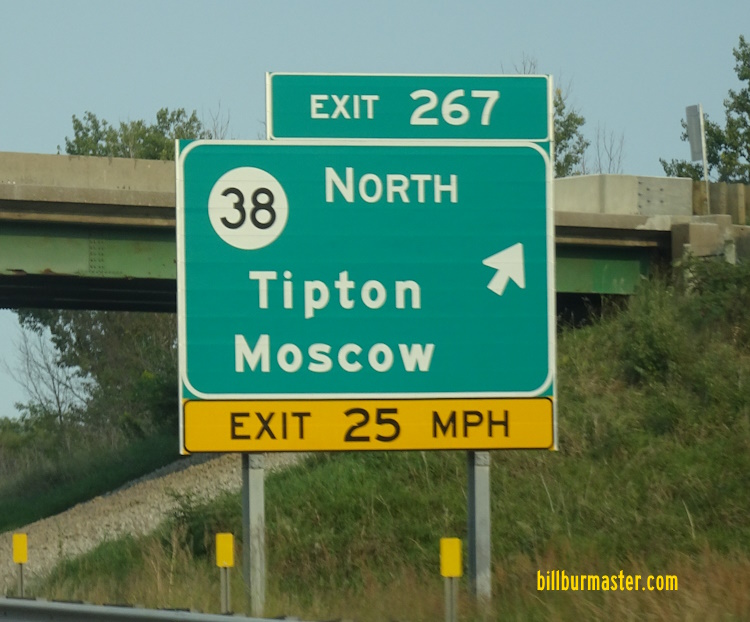 EXIT 267
38 NORTH
Tipton
Moscow
EXIT 25 MPH
billburmaster.com